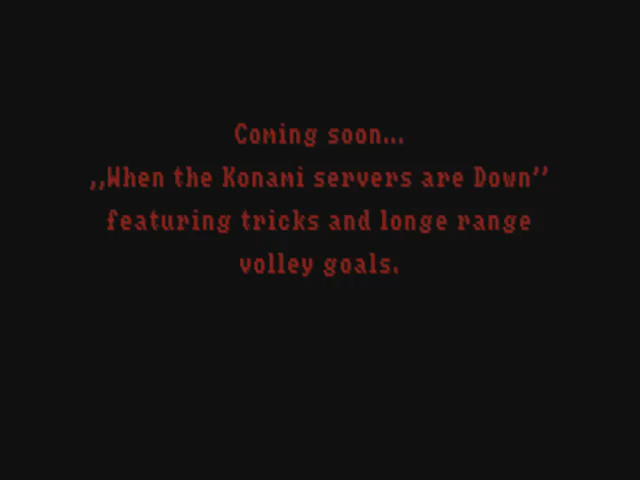 Coming soon...
,,When the Konami servers are Down''
featuring tricks and longe range
volley goals.